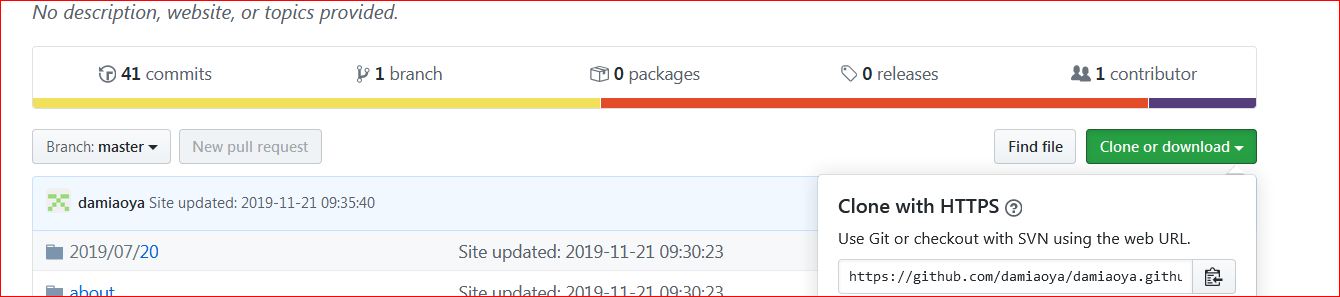 No description, website, or topics provided.
41 commits 1 branch 0 packages 0 releases 1 contributor
Branch: master New pull request Find file Clone or download
damiaoya Site updated: 2019-11-21 09:35:40
Clone with HTTPS ?
Use Git or checkout with SVN using the web URL.
2019/07/20 Site updated: 2019-11-21 09:30:23
https://github.com/damiaoya/damiaoya.githu
about Site updated: 2019-11-21 09:30:23